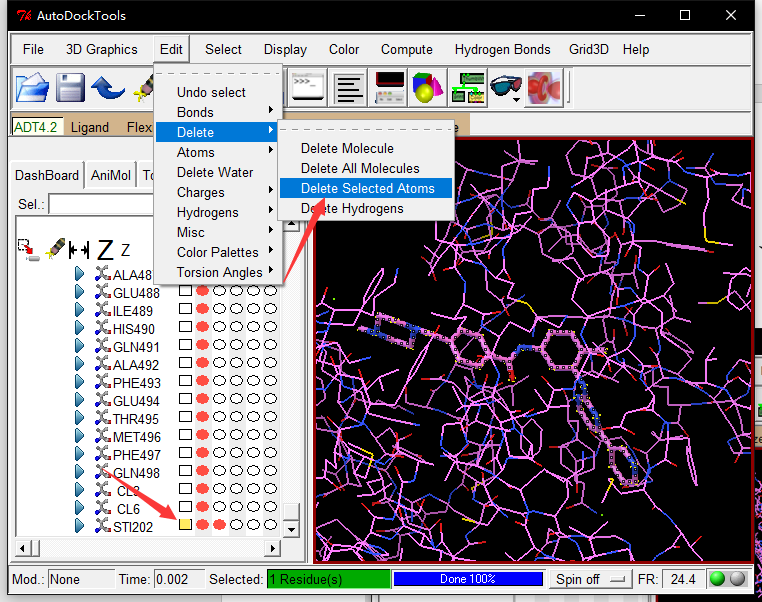 AutoDockTools
File 3D Graphics Edit Select Display Color Compute Hydrogen Bonds Grid3D Help
Undo select
Bonds
Delete
Atoms
Delete Water
Charges
Hydrogens
Misc
Color Palettes
Torsion Angles
Delete Molecule
Delete All Molecules
Delete Selected Atoms
Delete Hydrogens
ADT4.2 Ligand Flex
DashBoard AniMol
Sel.:
Z Z
GLU488
ILE489
HIS490
GLN491
ALA492
PHE493
GLU494
THR495
MET496
PHE497
GLN498
CL6
STI202
Mod.: None Time: 0.002 Selected: 1 Residue(s) Done 100% Spin off FR: 24.4